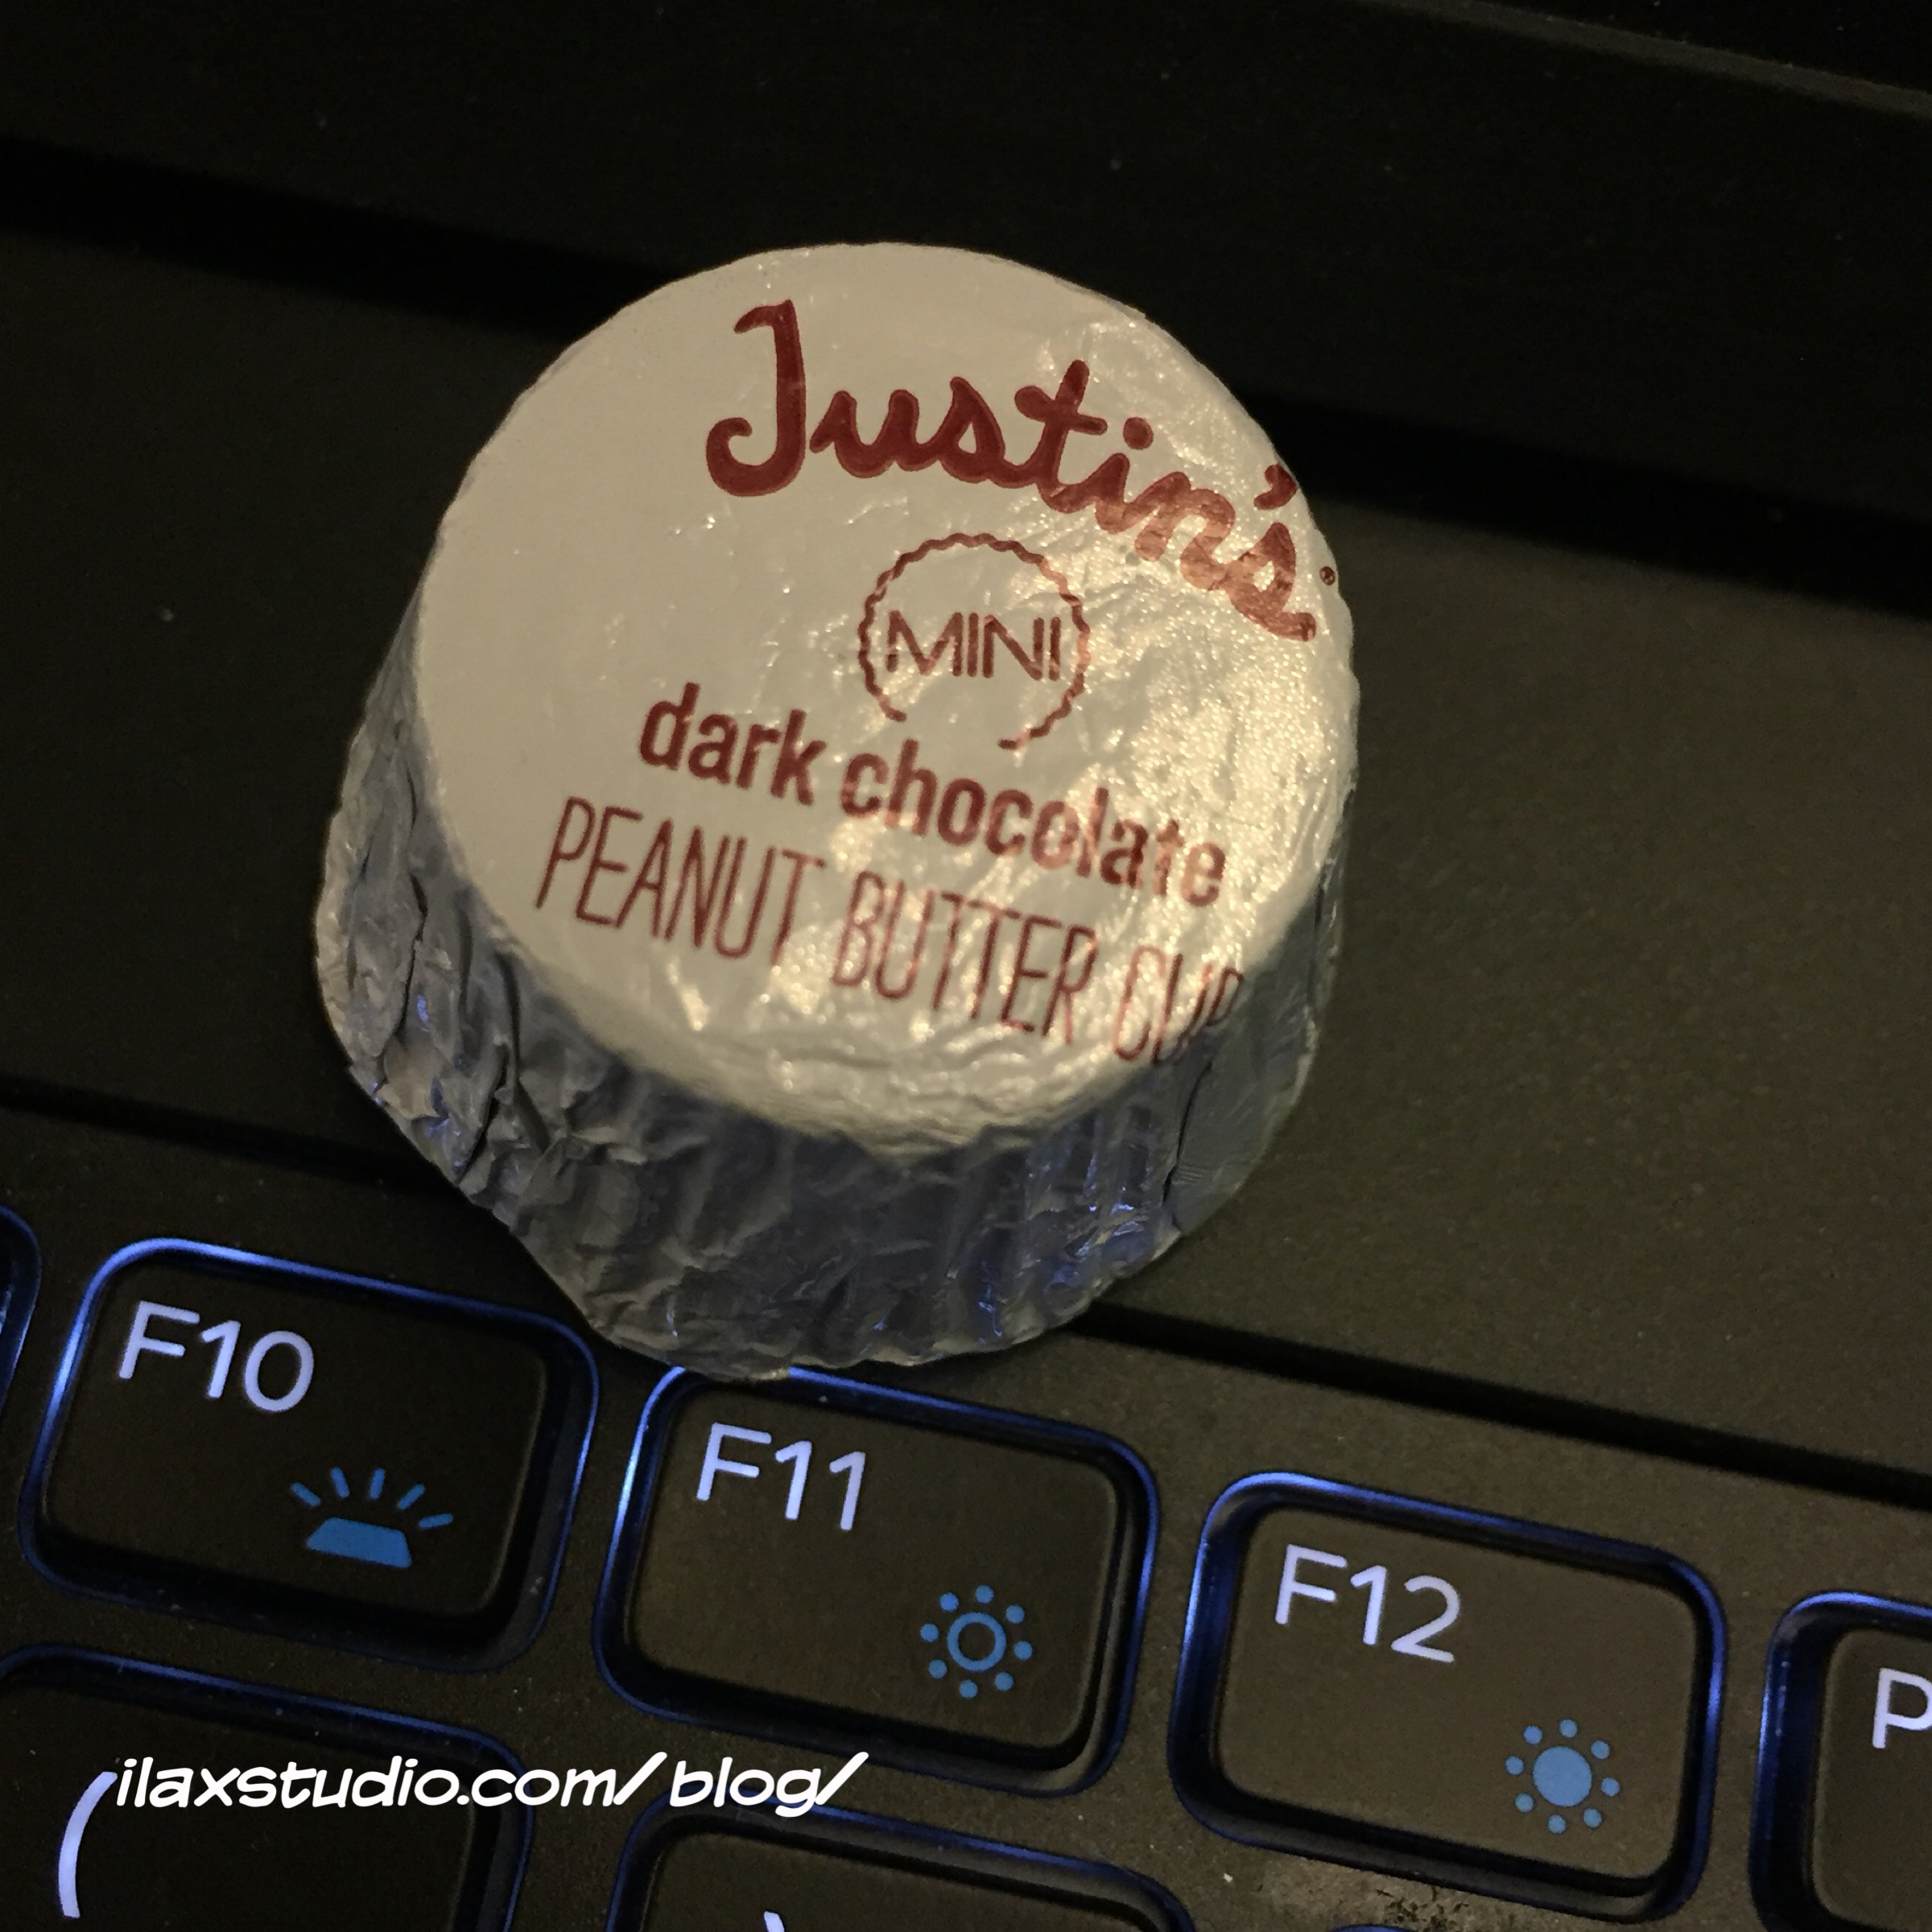 Justin's
MINI
dark chocolate
PEANUT BUTTER CUP
F10
F11
F12
P
ilaxstudio.com/blog/
(